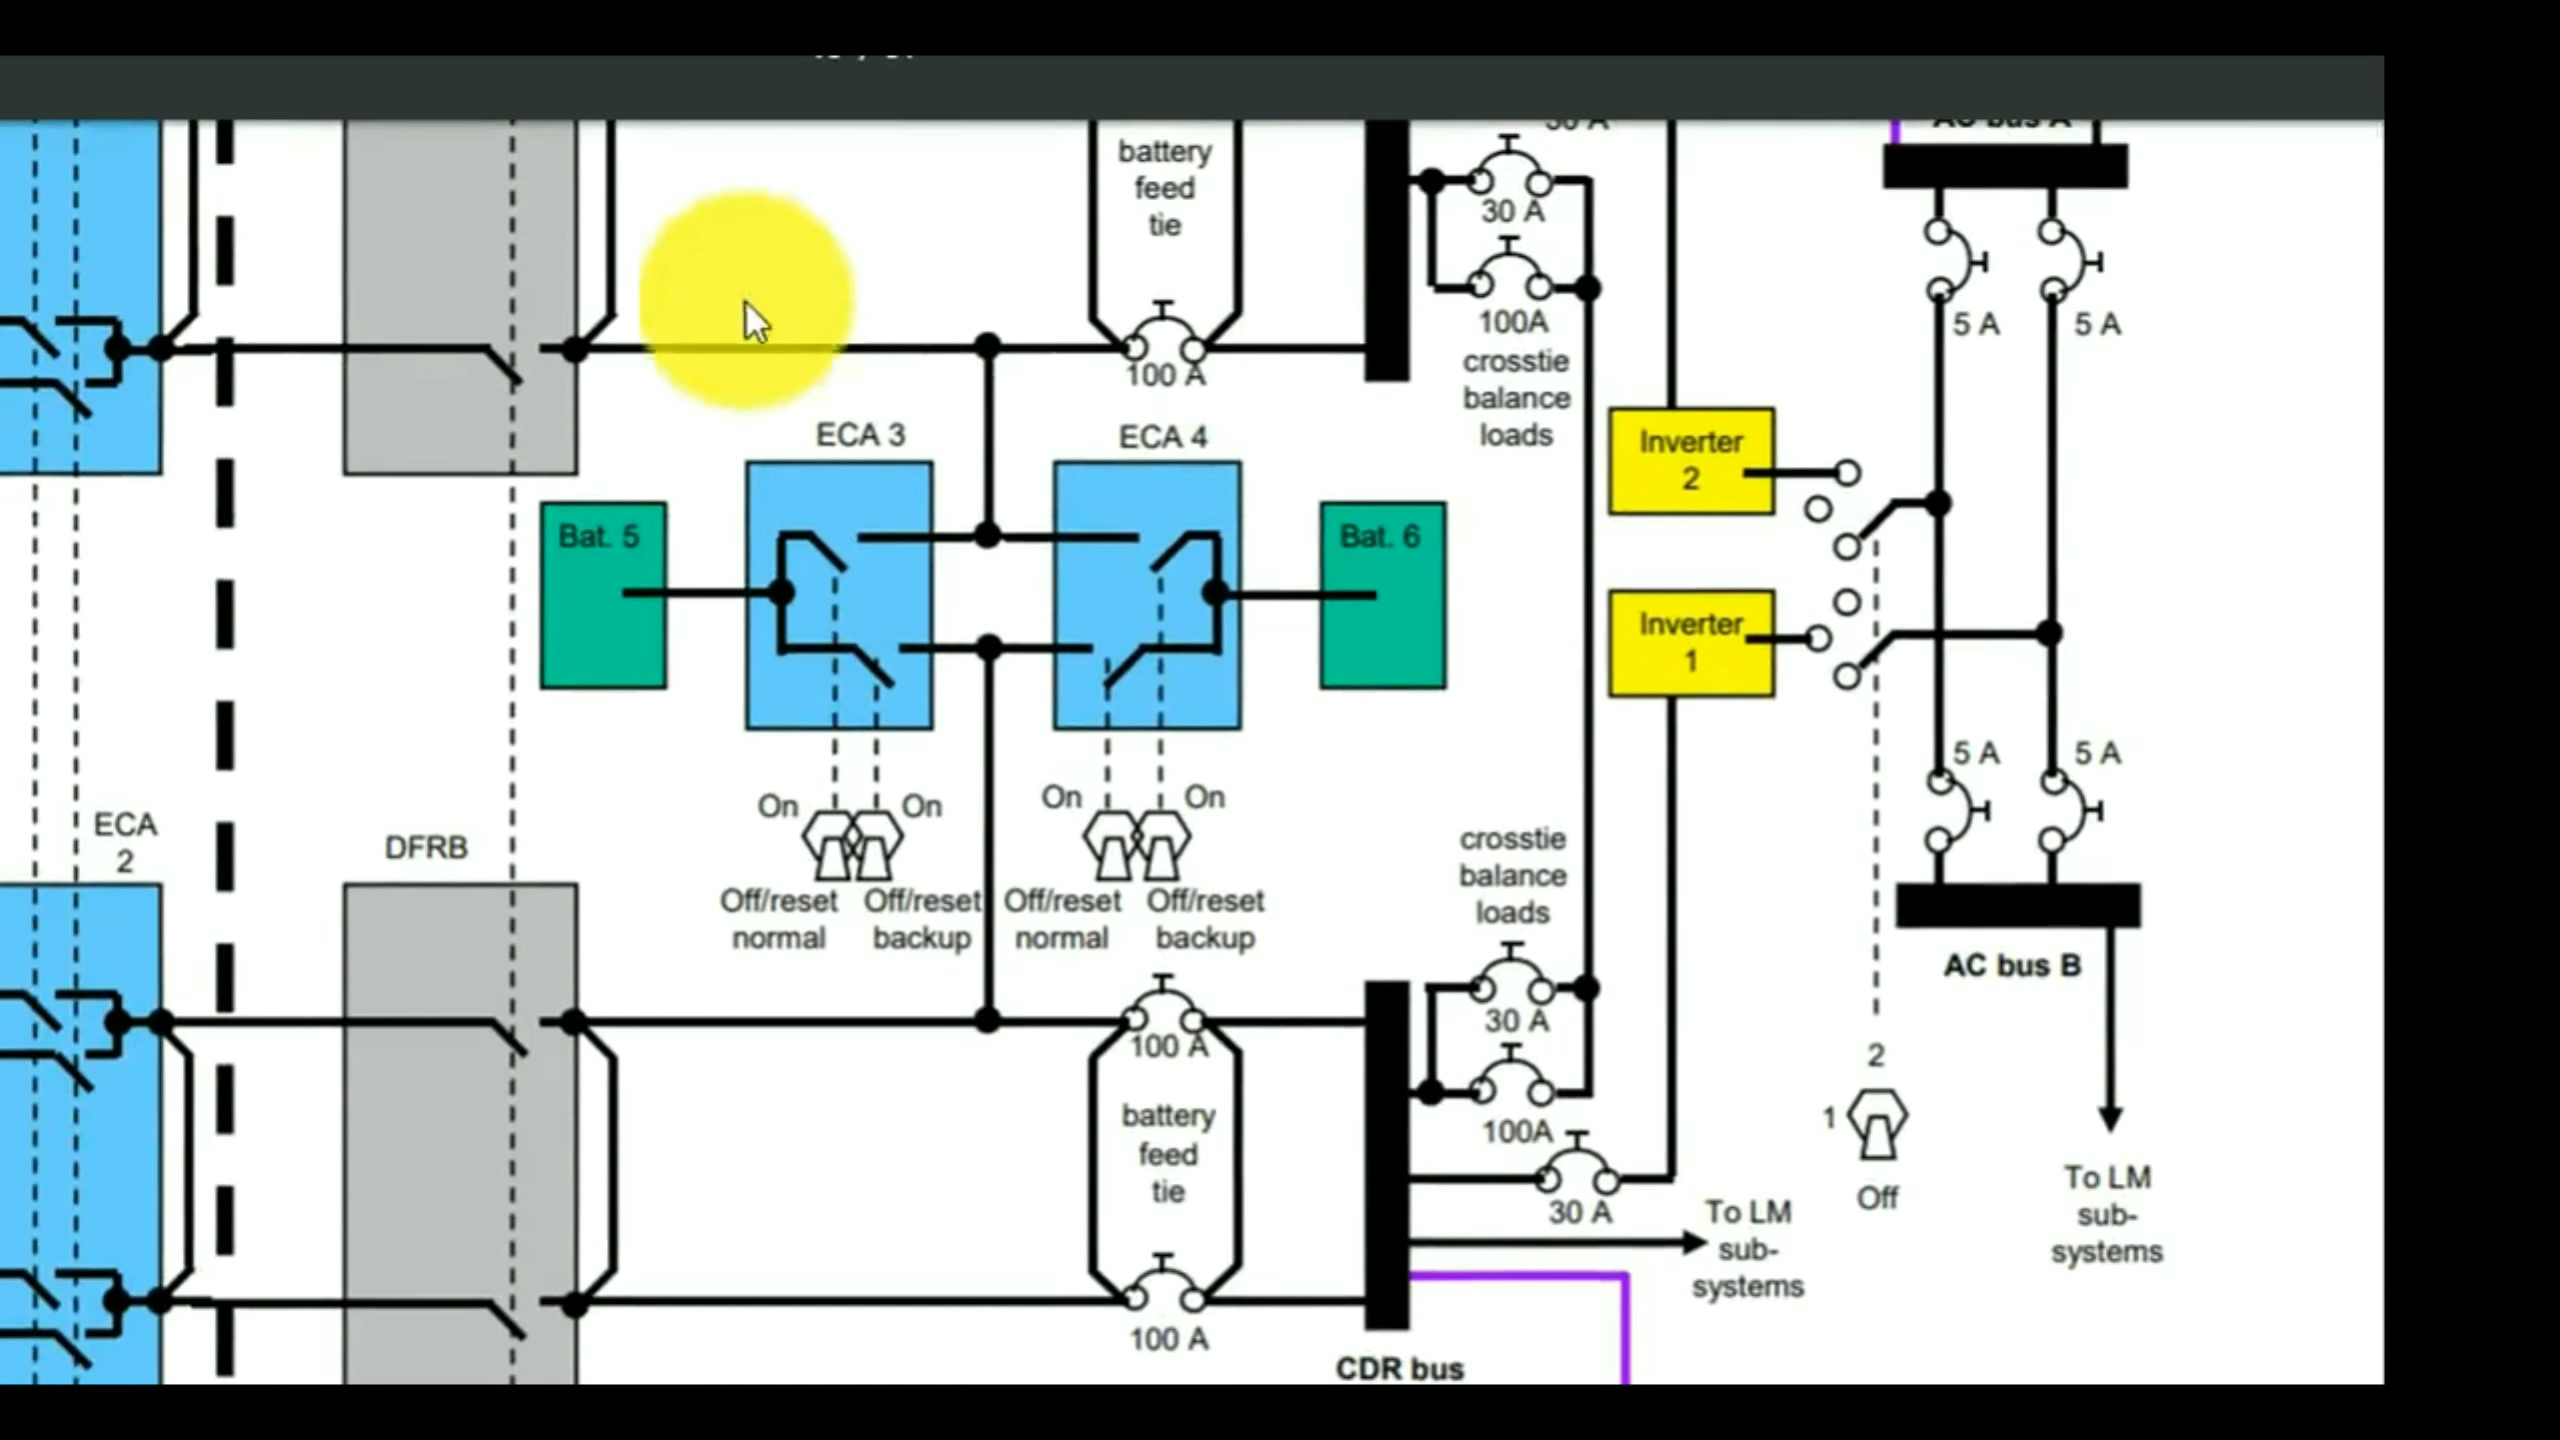 AC bus A
battery
feed
tie
30 A
100A
crosstie
balance
loads
100 A
5 A
5 A
ECA 3
ECA 4
Inverter
2
Bat. 5
Bat. 6
Inverter
1
5 A
5 A
On
On
On
On
ECA
2
DFRB
crosstie
balance
loads
Off/reset
normal
Off/reset
backup
Off/reset
normal
Off/reset
backup
AC bus B
30 A
100 A
2
1
Off
battery
feed
tie
100A
30 A
To LM
sub-
systems
To LM
sub-
systems
100 A
CDR bus